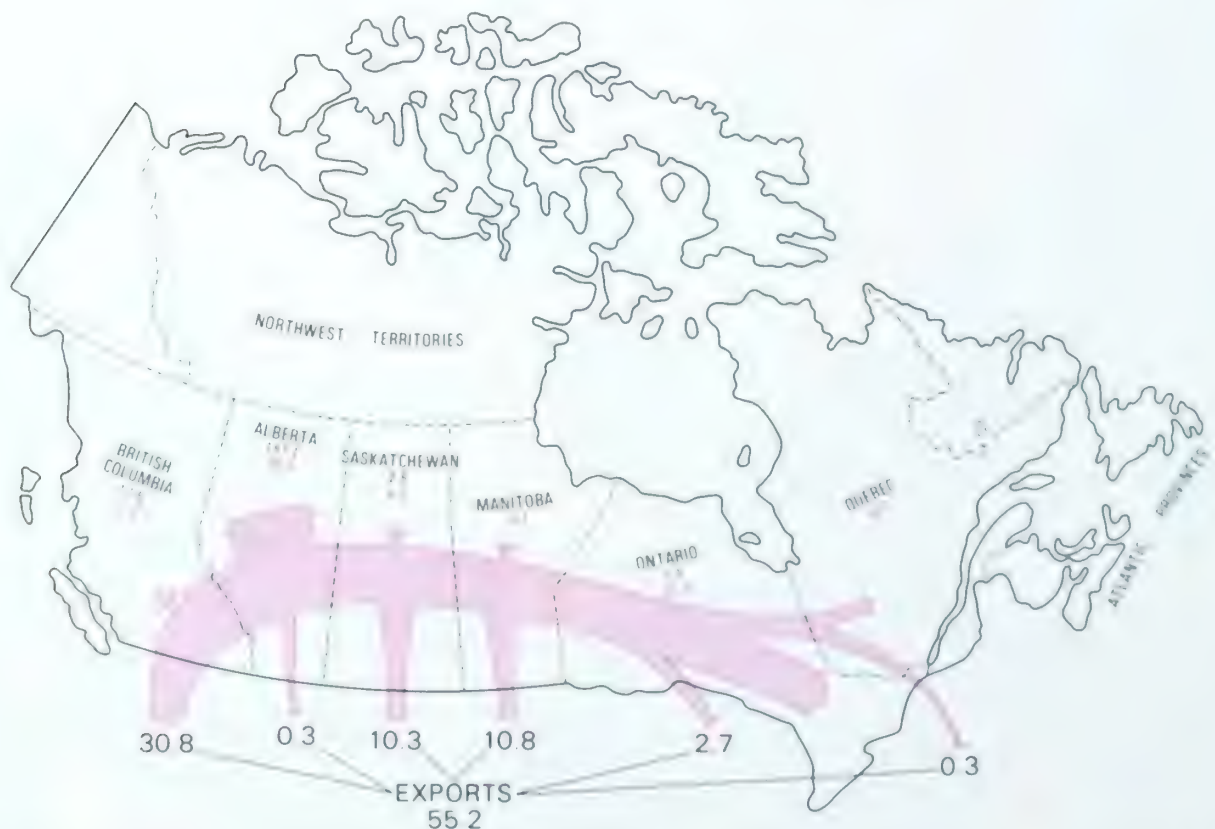 NORTHWEST TERRITORIES
BRITISH
COLUMBIA
ALBERTA
SASKATCHEWAN
MANITOBA
ONTARIO
QUEBEC
ATLANTIC PROVINCES
30.8
0.3
10.3
10.8
2.7
0.3
EXPORTS
55.2